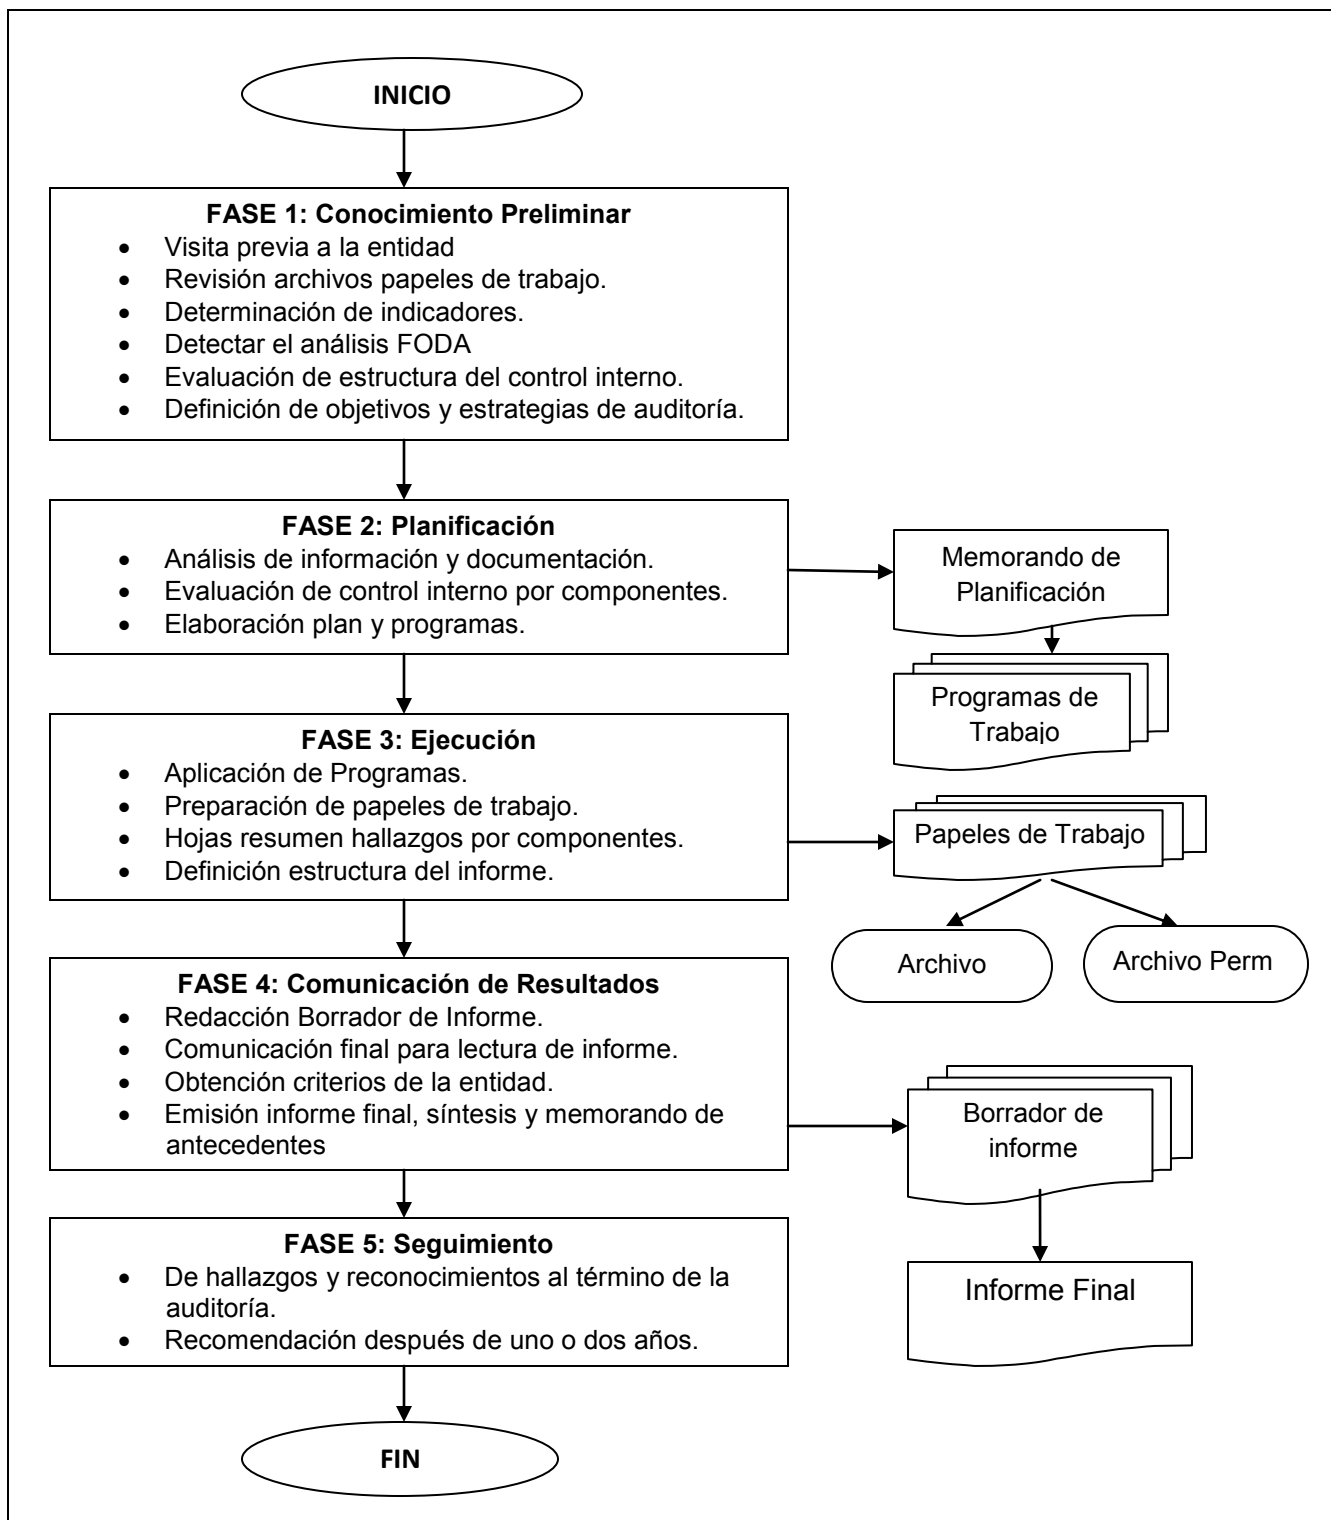 INICIO
FASE 1: Conocimiento Preliminar
• Visita previa a la entidad
• Revisión archivos papeles de trabajo.
• Determinación de indicadores.
• Detectar el análisis FODA
• Evaluación de estructura del control interno.
• Definición de objetivos y estrategias de auditoría.
FASE 2: Planificación
• Análisis de información y documentación.
• Evaluación de control interno por componentes.
• Elaboración plan y programas.
Memorando de
Planificación
Programas de
Trabajo
FASE 3: Ejecución
• Aplicación de Programas.
• Preparación de papeles de trabajo.
• Hojas resumen hallazgos por componentes.
• Definición estructura del informe.
Papeles de Trabajo
Archivo
Archivo Perm
FASE 4: Comunicación de Resultados
• Redacción Borrador de Informe.
• Comunicación final para lectura de informe.
• Obtención criterios de la entidad.
• Emisión informe final, síntesis y memorando de
antecedentes
Borrador de
informe
Informe Final
FASE 5: Seguimiento
• De hallazgos y reconocimientos al término de la
auditoría.
• Recomendación después de uno o dos años.
FIN